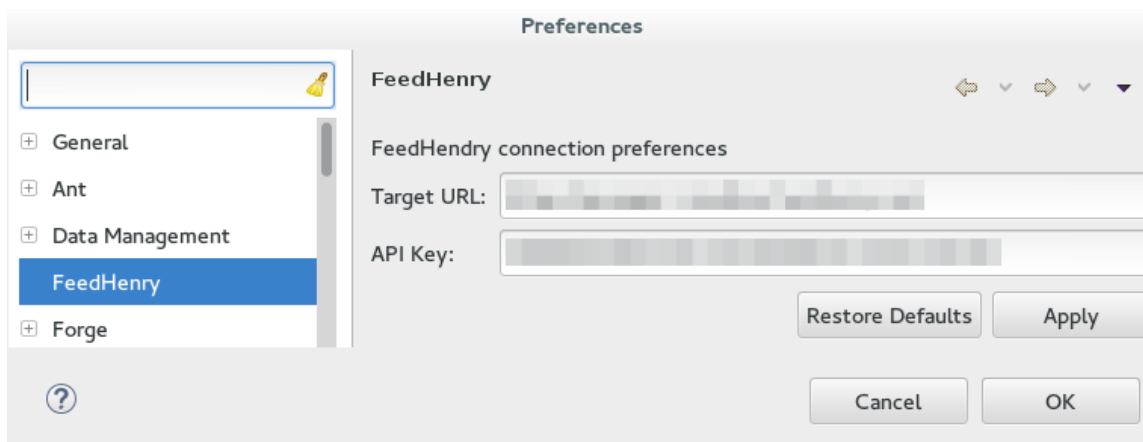 Preferences
FeedHenry
General
FeedHendry connection preferences
Ant
Target URL:
Data Management
API Key:
FeedHenry
Forge
Restore Defaults
Apply
?
Cancel
OK